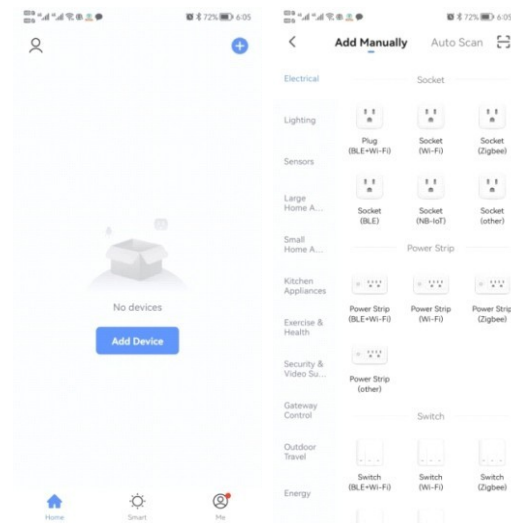 72% 6:05
No devices
Add Device
Home
Smart
Me
72% 6:05
Add Manually
Auto Scan
Electrical
Lighting
Sensors
Large
Home A...
Small
Home A...
Kitchen
Appliances
Exercise &
Health
Security &
Video Su...
Gateway
Control
Outdoor
Travel
Energy
Socket
Plug
(BLE+Wi-Fi)
Socket
(Wi-Fi)
Socket
(Zigbee)
Socket
(BLE)
Socket
(NB-IoT)
Socket
(other)
Power Strip
Power Strip
(BLE+Wi-Fi)
Power Strip
(Wi-Fi)
Power Strip
(Zigbee)
Power Strip
(other)
Switch
Switch
(BLE+Wi-Fi)
Switch
(Wi-Fi)
Switch
(Zigbee)